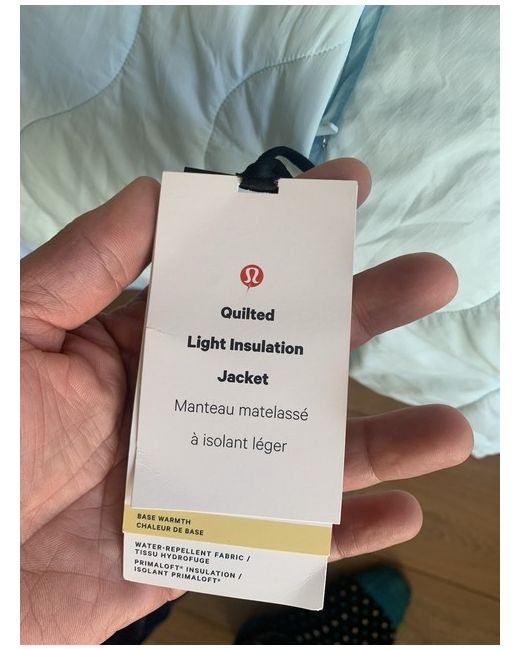 Quilted
Light Insulation
Jacket
Manteau matelassé
à isolant léger
BASE WARMTH
CHALEUR DE BASE
WATER-REPELLENT FABRIC /
TISSU HYDROFUGE
PRIMALOFT® INSULATION /
ISOLANT PRIMALOFT®